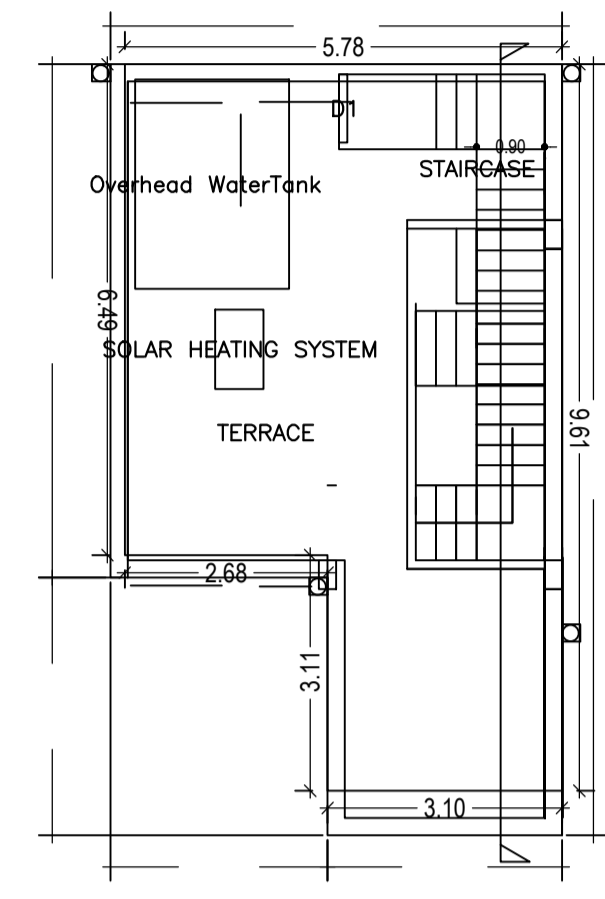 5.78
D1
0.90
STAIRCASE
Overhead WaterTank
6.49
SOLAR HEATING SYSTEM
TERRACE
9.61
2.68
3.11
3.10